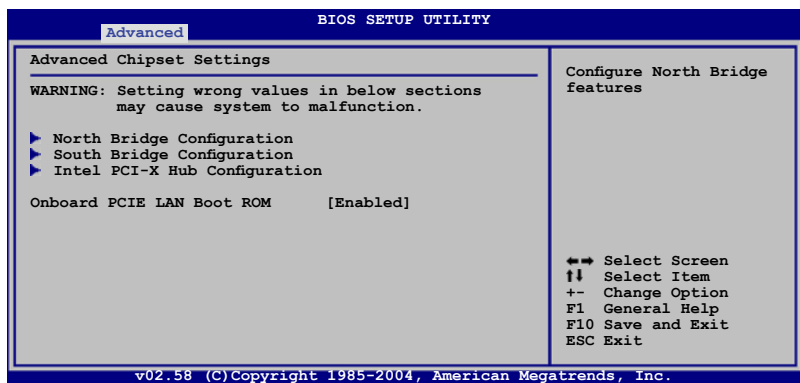 BIOS SETUP UTILITY
Advanced
Advanced Chipset Settings
WARNING: Setting wrong values in below sections
may cause system to malfunction.
North Bridge Configuration
South Bridge Configuration
Intel PCI-X Hub Configuration
Onboard PCIE LAN Boot ROM [Enabled]
Configure North Bridge
features
Select Screen
Select Item
+- Change Option
F1 General Help
F10 Save and Exit
ESC Exit
v02.58 (C)Copyright 1985-2004, American Megatrends, Inc.